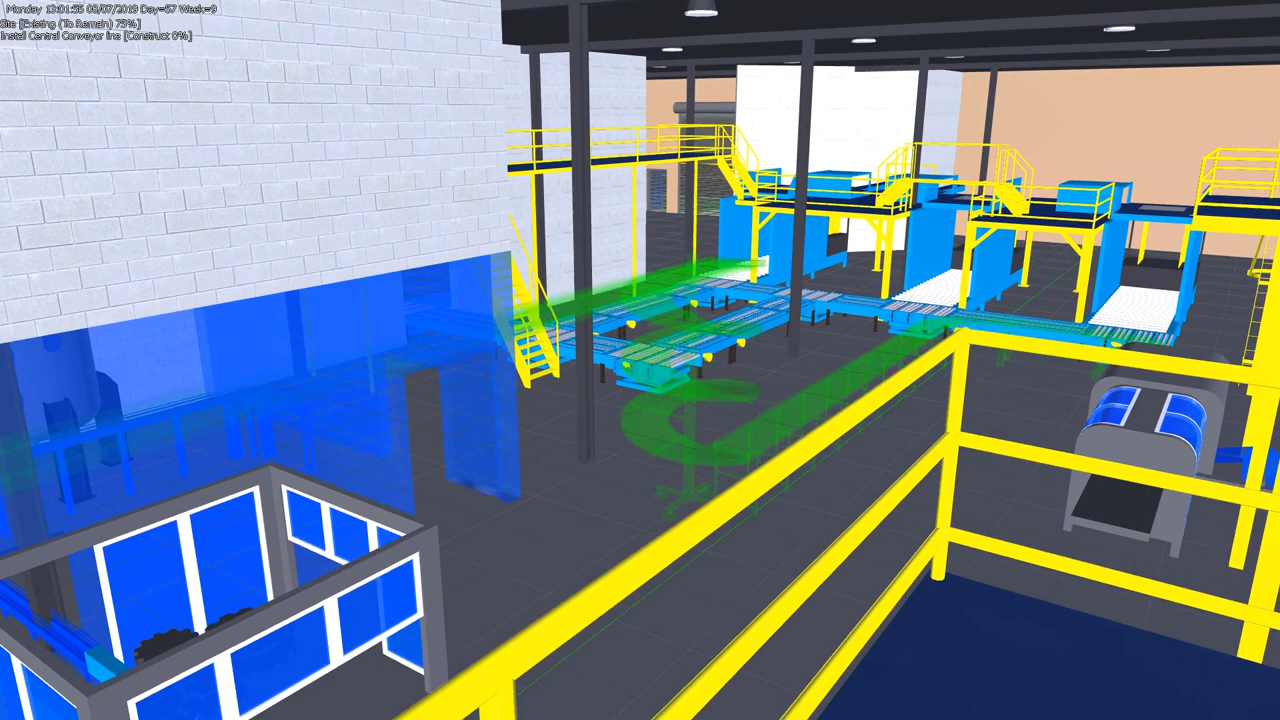 Monday 13:01:55 08/07/2019 Day=57 Week=9
Site [Existing (To Remain) 75%]
Install Central Conveyor line [Construct 0%]